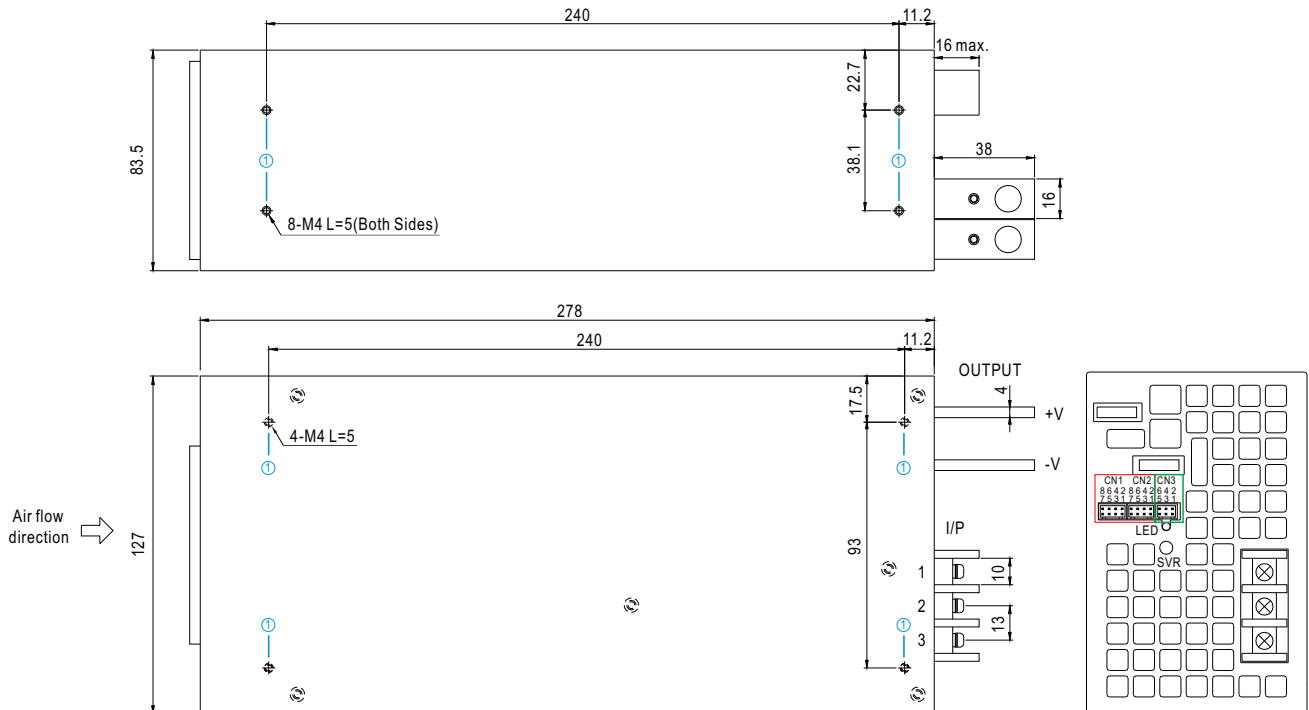 240
11.2
16 max.
22.7
83.5
①
①
38.1
38
16
8-M4 L=5(Both Sides)
278
240
11.2
OUTPUT
4
+V
17.5
4-M4 L=5
①
①
-V
CN1 CN2 CN3
8 6 4 2 8 6 4 2 6 4 2
7 5 3 1 7 5 3 1 5 3 1
LED
SVR
Air flow
direction
127
93
I/P
1
10
2
13
①
①
3